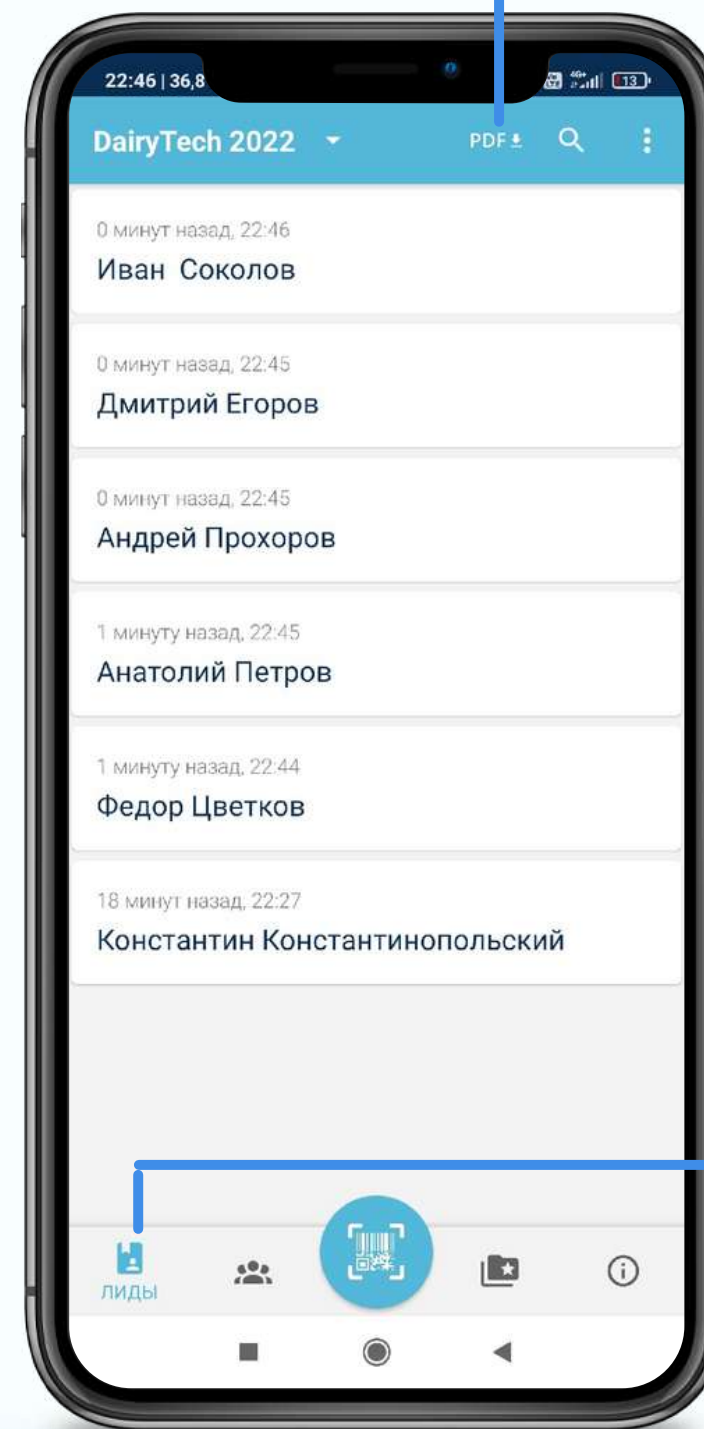 22:46 | 36,8
4G+
13
DairyTech 2022
PDF
0 минут назад, 22:46
Иван Соколов
0 минут назад, 22:45
Дмитрий Егоров
0 минут назад, 22:45
Андрей Прохоров
1 минуту назад, 22:45
Анатолий Петров
1 минуту назад, 22:44
Федор Цветков
18 минут назад, 22:27
Константин Константинопольский
ЛИДЫ